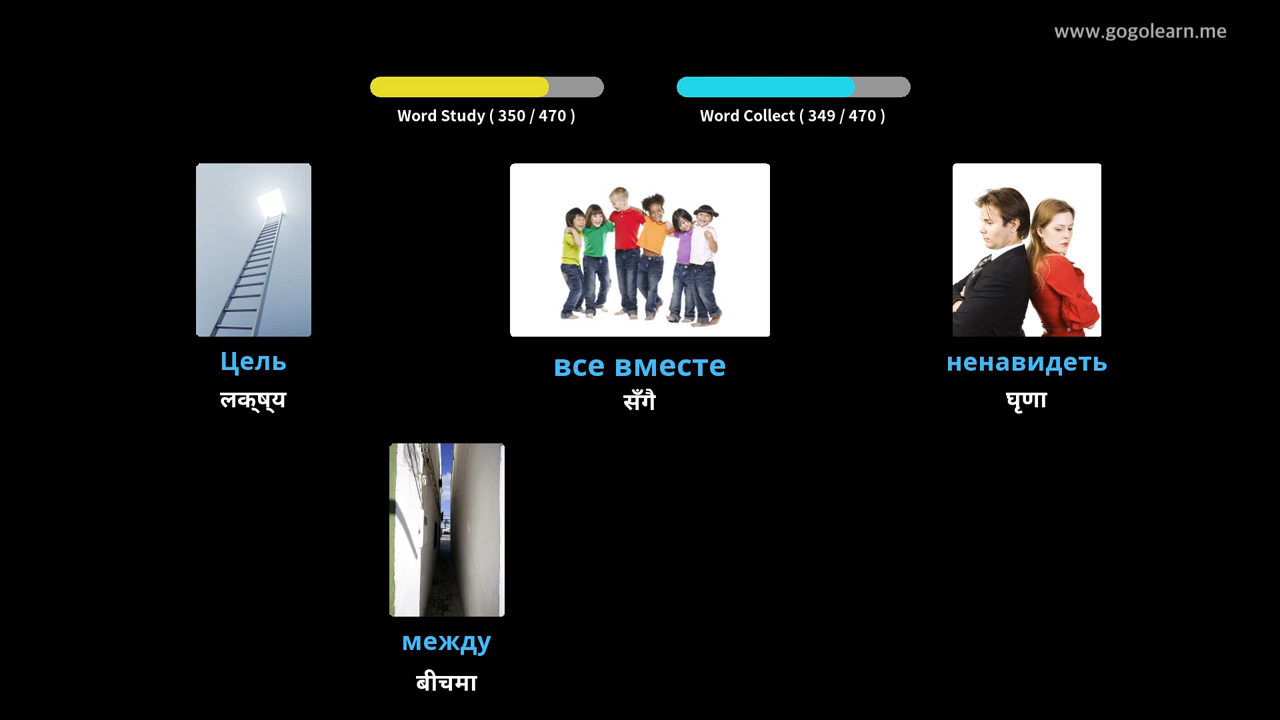 www.gogolearn.me
Word Study ( 350 / 470 )
Word Collect ( 349 / 470 )
Цель
все вместе
ненавидеть
लक्ष्य
सँगै
घृणा
между
बीचमा